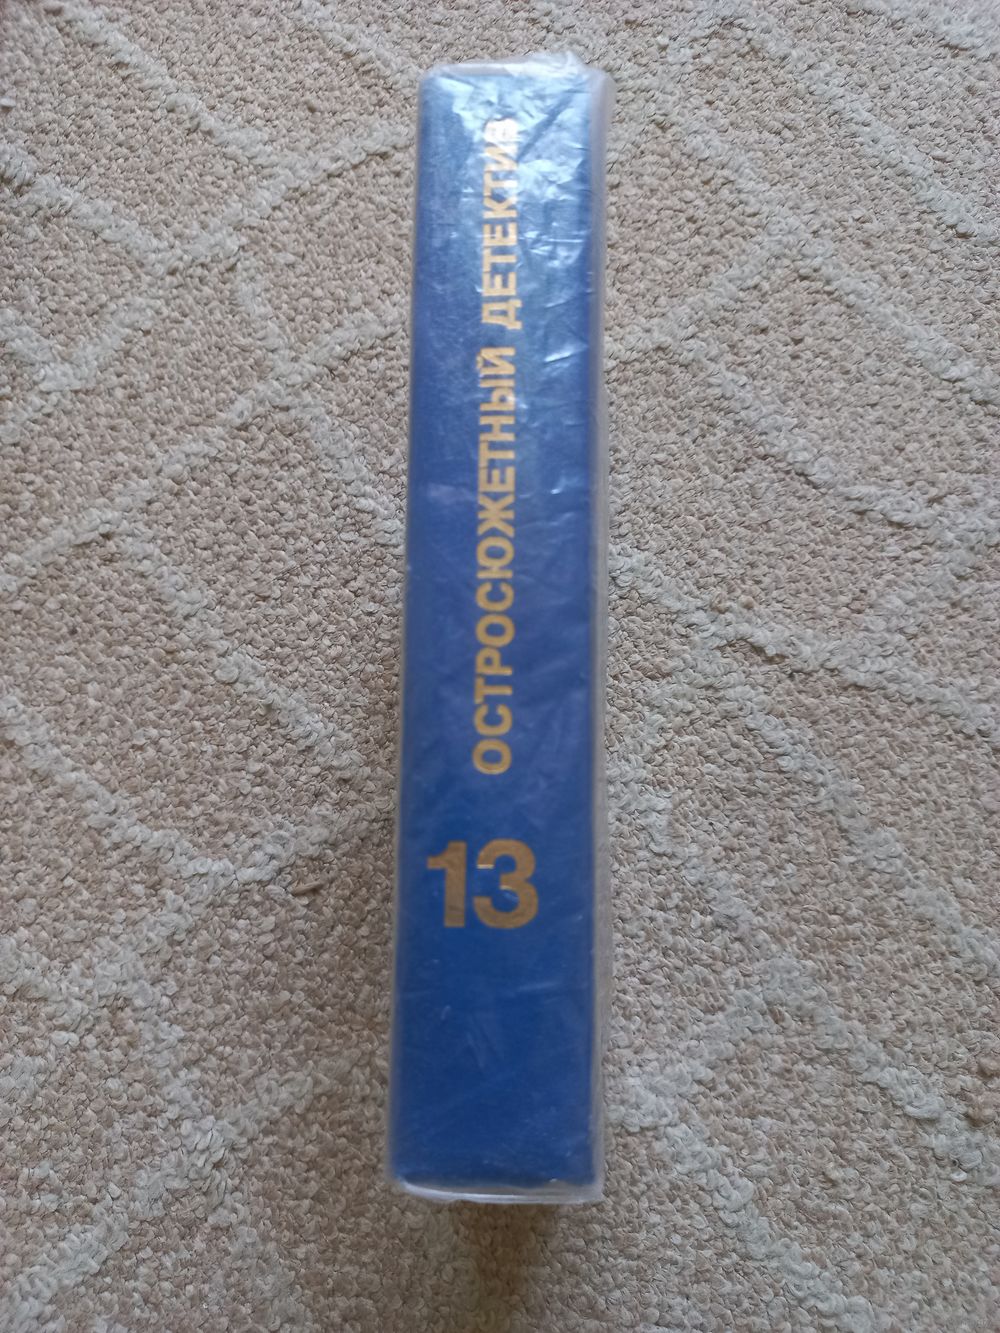 ОСТРОСЮЖЕТНЫЙ ДЕТЕКТИВ
13